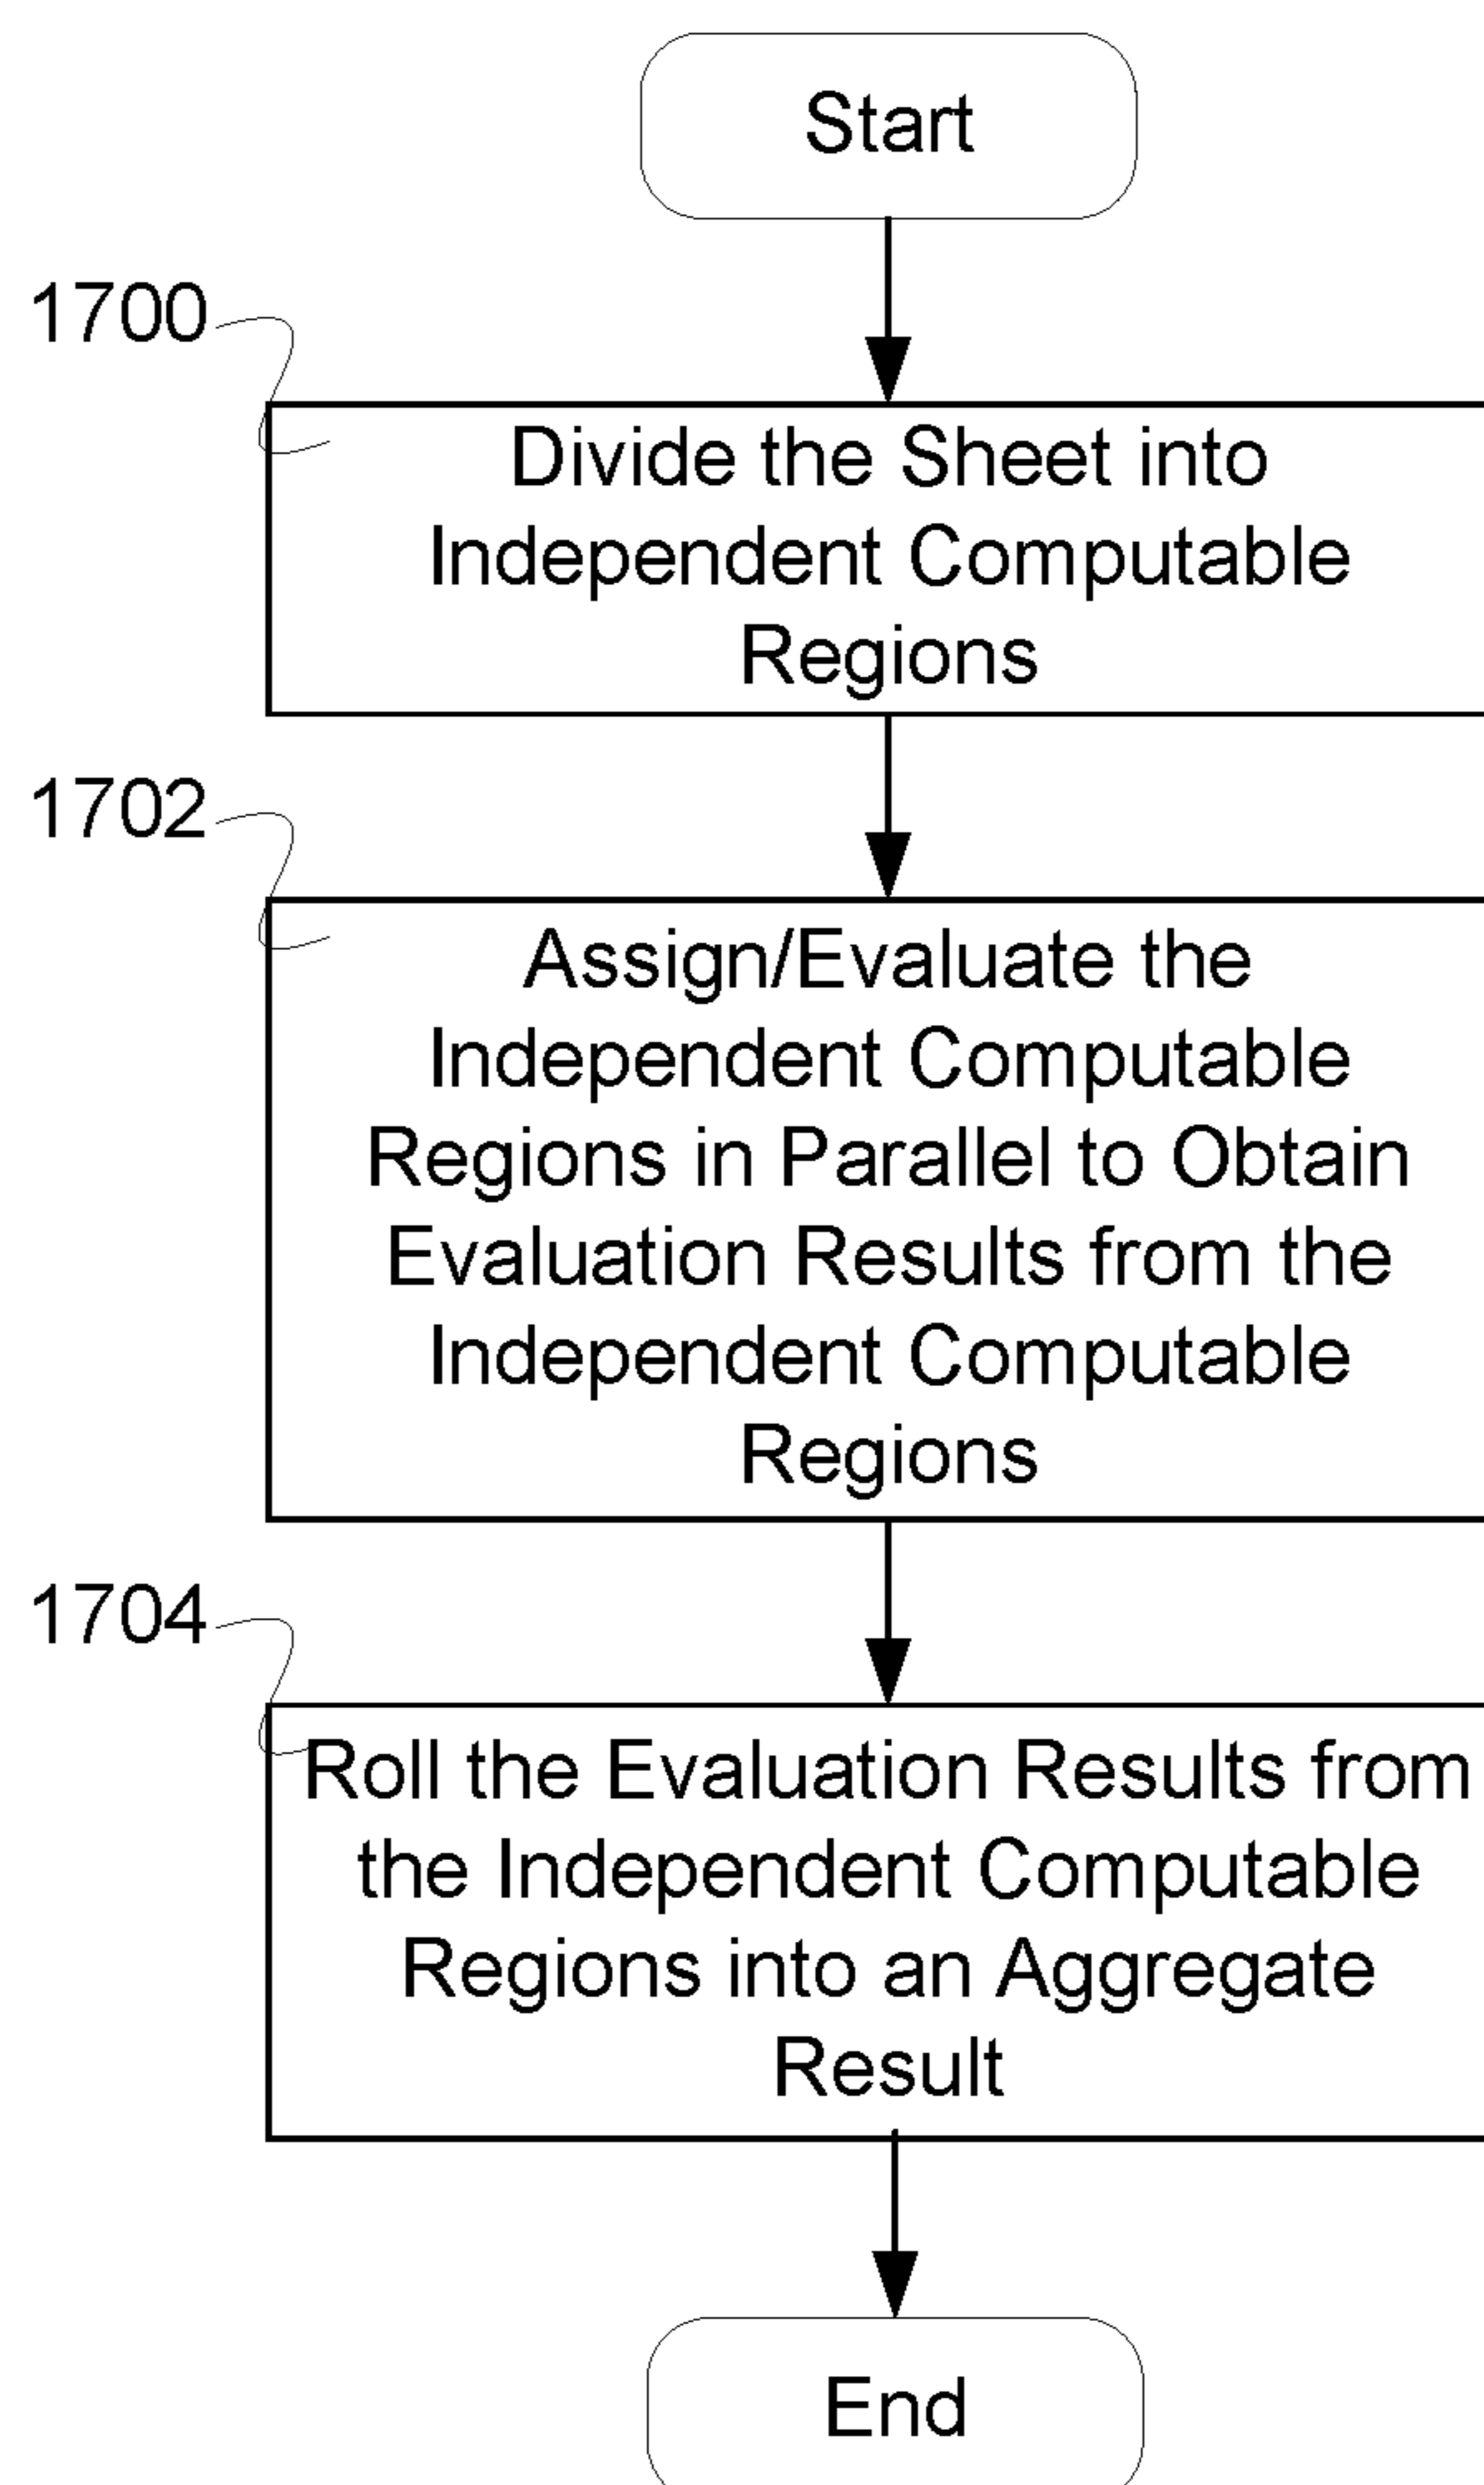 Start
1700
Divide the Sheet into
Independent Computable
Regions
1702
Assign/Evaluate the
Independent Computable
Regions in Parallel to Obtain
Evaluation Results from the
Independent Computable
Regions
1704
Roll the Evaluation Results from
the Independent Computable
Regions into an Aggregate
Result
End